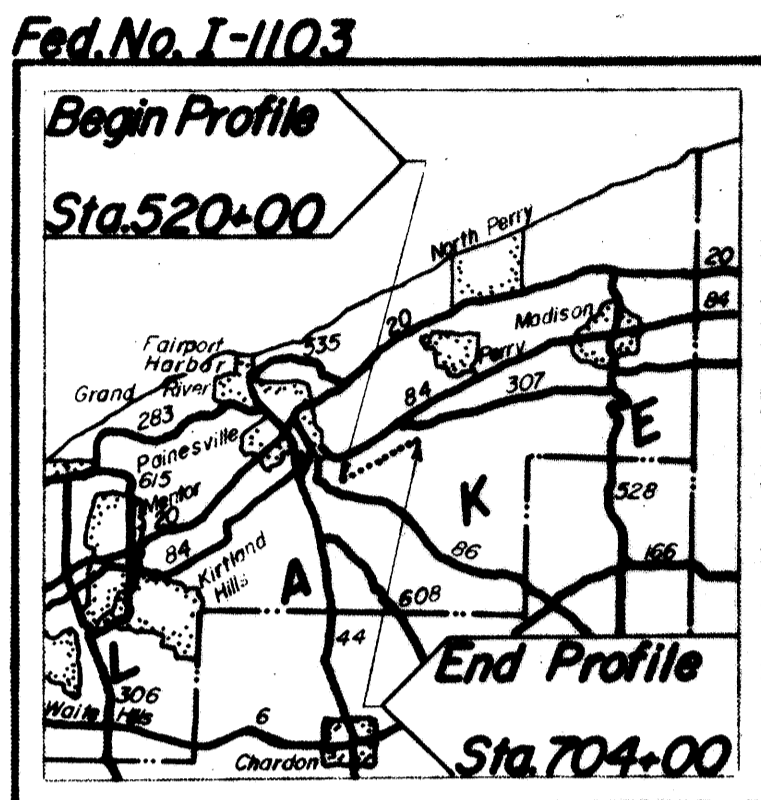 Fed. No. I-1103
Begin Profile
Sta. 520+00
North Perry
20
84
Madison
20
535
Fairport
Harbor
Perry
Grand River
84
307
283
E
Painesville
615
Mentor
20
K
528
84
Kirtland
Hills
86
166
A
608
44
L
End Profile
306
Waite Hills
6
Chardon
Sta. 704+00